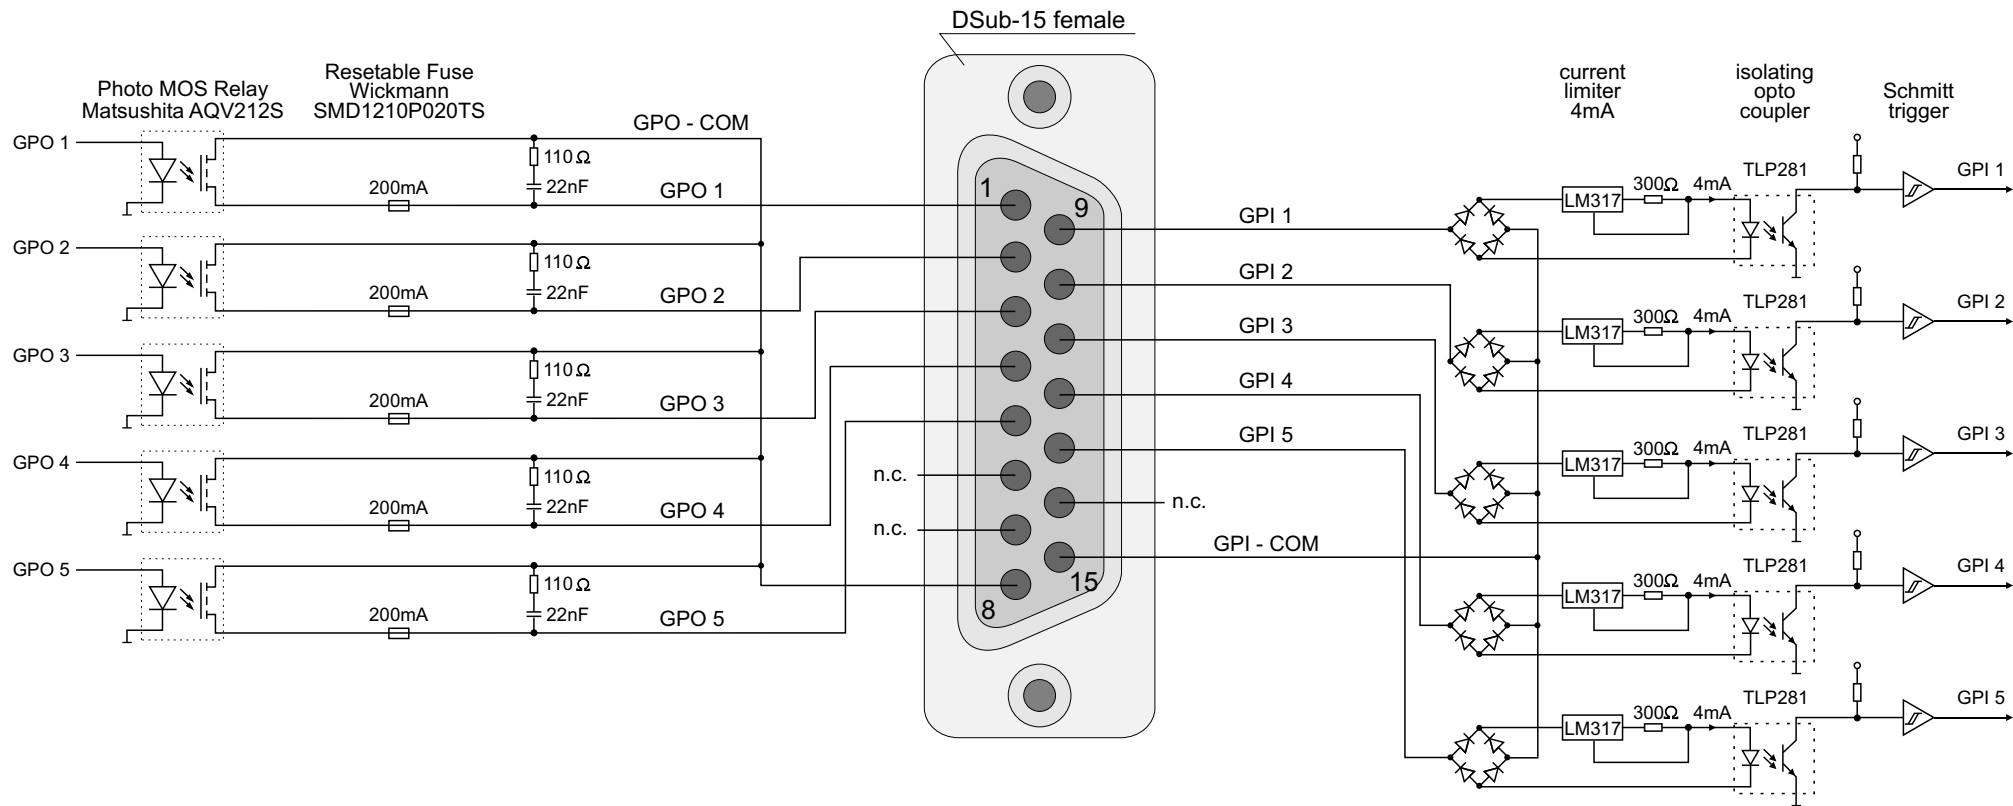 DSub-15 female
Photo MOS Relay
Matsushita AQV212S
Resetable Fuse
Wickmann
SMD1210P020TS
GPO - COM
GPO 1
110 Ω
22nF
200mA
GPO 1
GPO 2
110 Ω
22nF
200mA
GPO 2
GPO 3
110 Ω
22nF
200mA
GPO 3
GPO 4
110 Ω
22nF
200mA
GPO 4
GPO 5
110 Ω
22nF
200mA
GPO 5
1
9
8
15
n.c.
n.c.
n.c.
GPI 1
GPI 2
GPI 3
GPI 4
GPI 5
GPI - COM
current
limiter
4mA
isolating
opto
coupler
Schmitt
trigger
LM317
300Ω
4mA
TLP281
GPI 1
LM317
300Ω
4mA
TLP281
GPI 2
LM317
300Ω
4mA
TLP281
GPI 3
LM317
300Ω
4mA
TLP281
GPI 4
LM317
300Ω
4mA
TLP281
GPI 5